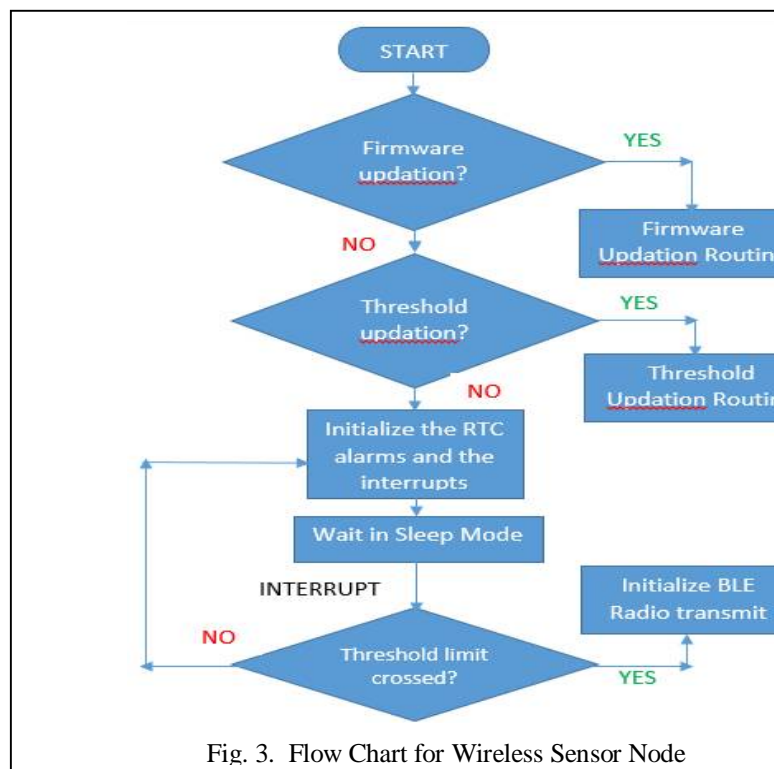 START
Firmware
updation?
YES
Firmware
Updation Routin
NO
Threshold
updation?
YES
Threshold
Updation Routin
NO
Initialize the RTC
alarms and the
interrupts
Wait in Sleep Mode
INTERRUPT
Initialize BLE
Radio transmit
NO
Threshold limit
crossed?
YES
Fig. 3. Flow Chart for Wireless Sensor Node